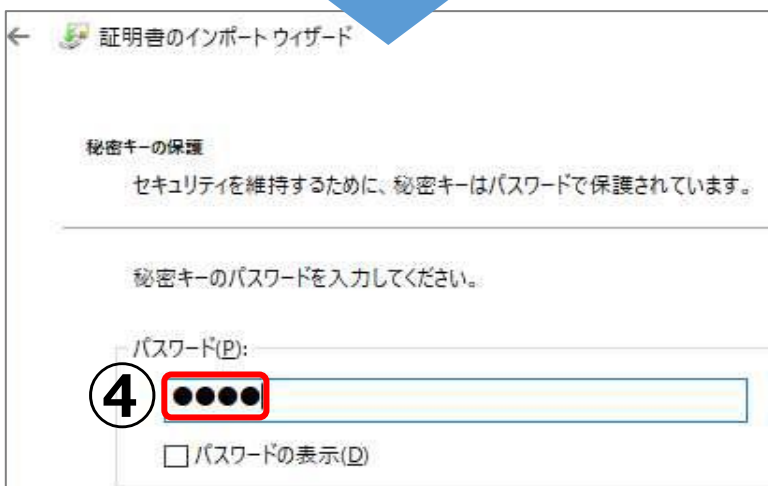 ← 証明書のインポート ウィザード
秘密キーの保護
セキュリティを維持するために、秘密キーはパスワードで保護されています。
秘密キーのパスワードを入力してください。
パスワード(P):
④ ●●●●
パスワードの表示(D)